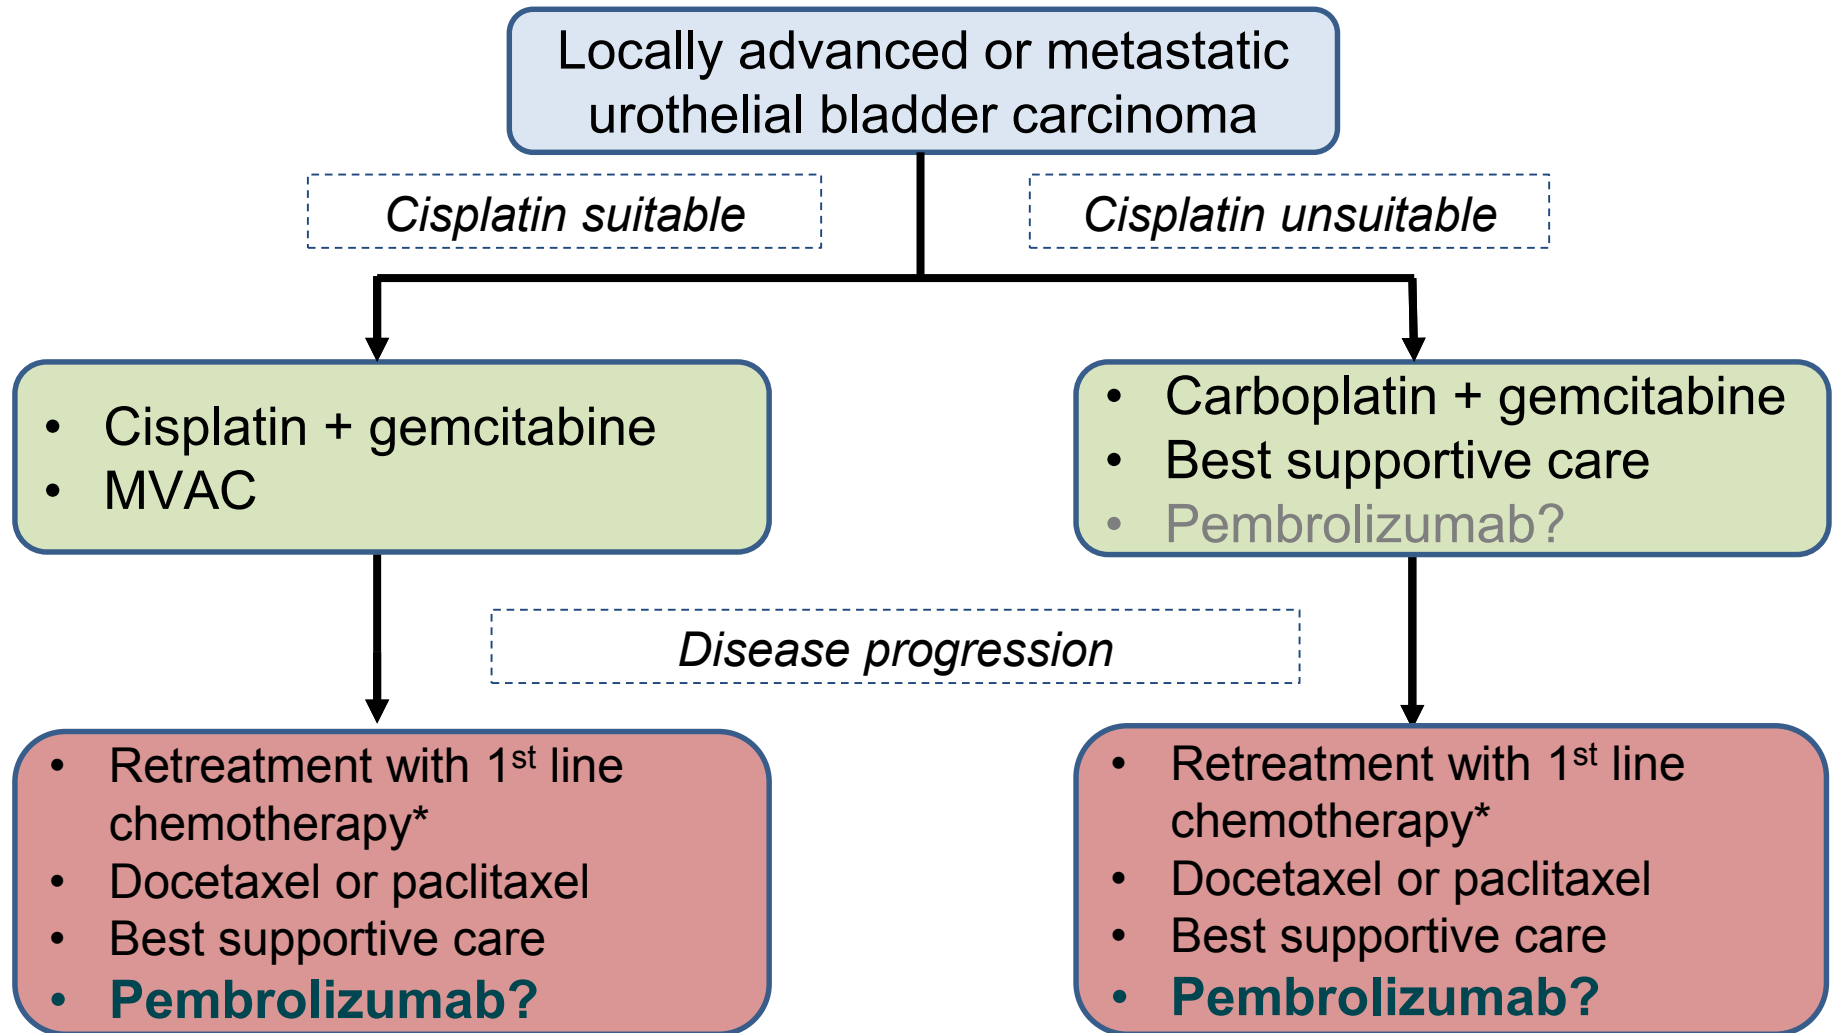 Locally advanced or metastatic
urothelial bladder carcinoma
Cisplatin suitable
Cisplatin unsuitable
• Cisplatin + gemcitabine
• MVAC
• Carboplatin + gemcitabine
• Best supportive care
• Pembrolizumab?
Disease progression
• Retreatment with 1st line
chemotherapy*
• Docetaxel or paclitaxel
• Best supportive care
• Pembrolizumab?
• Retreatment with 1st line
chemotherapy*
• Docetaxel or paclitaxel
• Best supportive care
• Pembrolizumab?